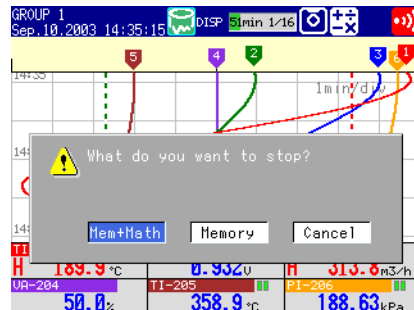 GROUP 1
Sep.10.2003 14:35:15 DISP 51min 1/16
5 4 2 3 6 1
14:35 1min/div
What do you want to stop?
Mem+Math Memory Cancel
H 189.9 °C 0.932 V H 313.8 m3/h
VA-204 TI-205 PI-206
50.0 % 358.9 °C 188.63 kPa